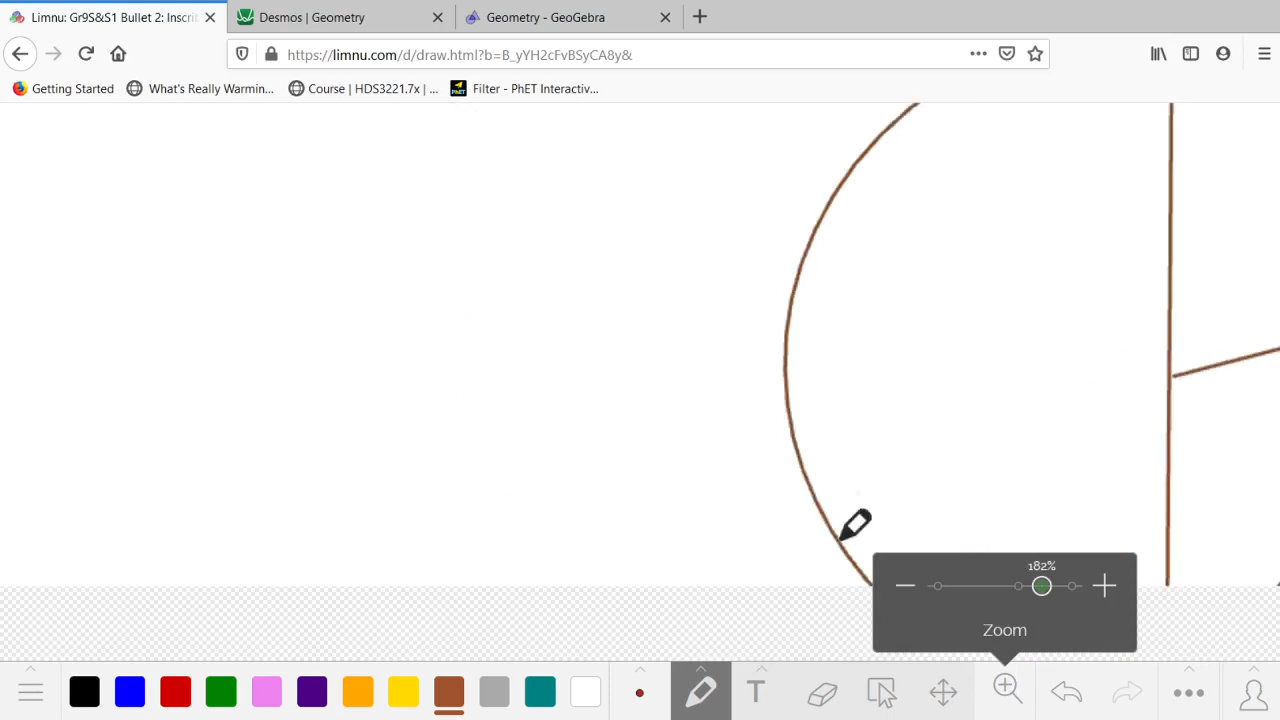 Limnu: Gr9S&S1 Bullet 2: Inscrib
Desmos | Geometry
Geometry - GeoGebra
https://limnu.com/d/draw.html?b=B_yYH2cFvBSyCA8y&
Getting Started
What's Really Warmin...
Course | HDS3221.7x | ...
Filter - PhET Interactiv...
182%
Zoom
T